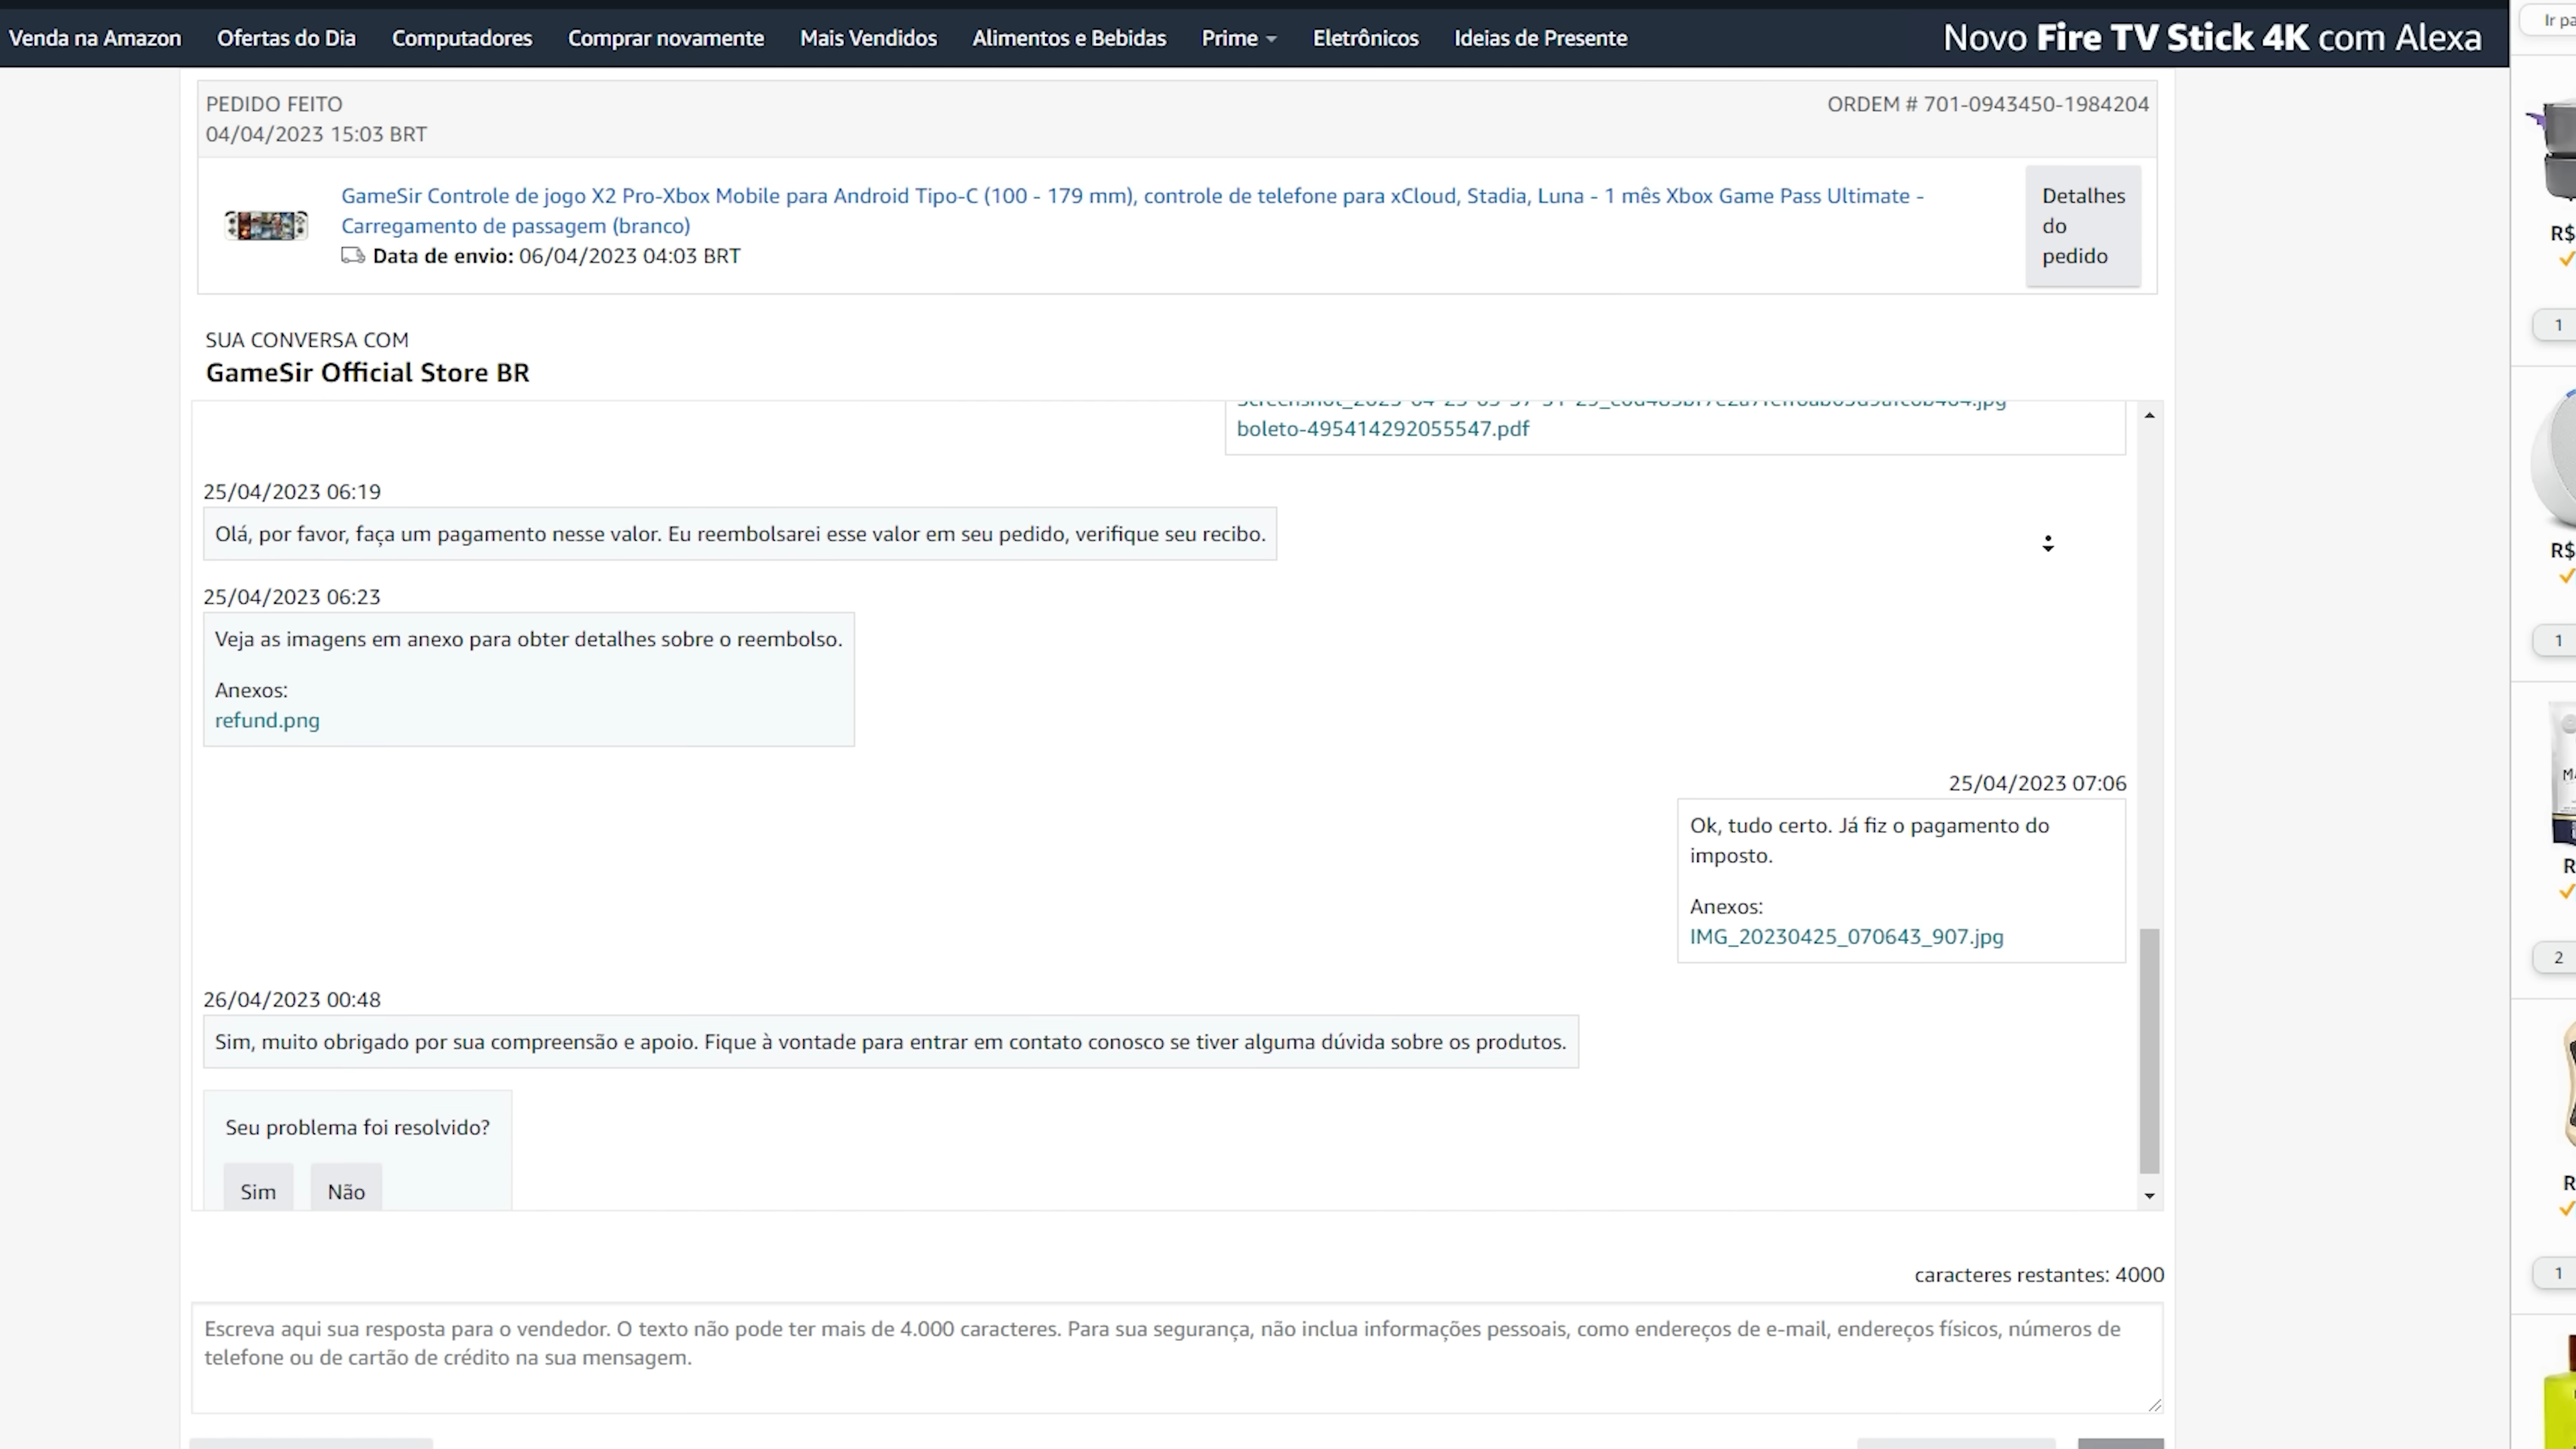 Venda na Amazon Ofertas do Dia Computadores Comprar novamente Mais Vendidos Alimentos e Bebidas Prime Eletrônicos Ideias de Presente Novo Fire TV Stick 4K com Alexa
PEDIDO FEITO
04/04/2023 15:03 BRT
ORDEM # 701-0943450-1984204
GameSir Controle de jogo X2 Pro-Xbox Mobile para Android Tipo-C (100 - 179 mm), controle de telefone para xCloud, Stadia, Luna - 1 mês Xbox Game Pass Ultimate -
Carregamento de passagem (branco)
Data de envio: 06/04/2023 04:03 BRT
Detalhes
do
pedido
SUA CONVERSA COM
GameSir Official Store BR
boleto-495414292055547.pdf
25/04/2023 06:19
Olá, por favor, faça um pagamento nesse valor. Eu reembolsarei esse valor em seu pedido, verifique seu recibo.
25/04/2023 06:23
Veja as imagens em anexo para obter detalhes sobre o reembolso.
Anexos:
refund.png
25/04/2023 07:06
Ok, tudo certo. Já fiz o pagamento do
imposto.
Anexos:
IMG_20230425_070643_907.jpg
26/04/2023 00:48
Sim, muito obrigado por sua compreensão e apoio. Fique à vontade para entrar em contato conosco se tiver alguma dúvida sobre os produtos.
Seu problema foi resolvido?
Sim Não
caracteres restantes: 4000
Escreva aqui sua resposta para o vendedor. O texto não pode ter mais de 4.000 caracteres. Para sua segurança, não inclua informações pessoais, como endereços de e-mail, endereços físicos, números de
telefone ou de cartão de crédito na sua mensagem.
Ir pa
R$
1
R$
1
R
2
R
1